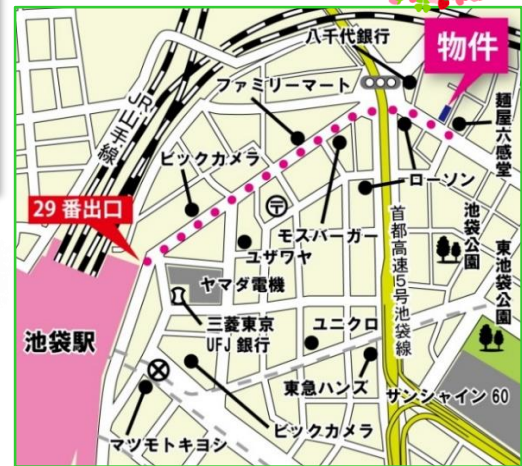 八千代銀行
物件
ファミリーマート
JR山手線
麺屋六感堂
ビックカメラ
ローソン
29番出口
モスバーガー
首都高速5号池袋線
池袋公園
東池袋公園
ユザワヤ
ヤマダ電機
三菱東京
UFJ銀行
ユニクロ
池袋駅
東急ハンズ
サンシャイン60
ビックカメラ
マツモトキヨシ